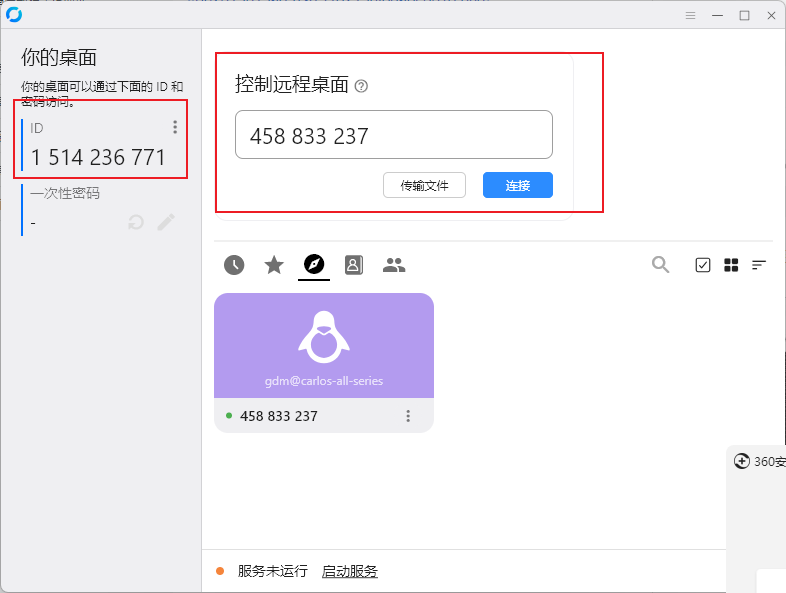 你的桌面
你的桌面可以通过下面的 ID 和
密码访问。
ID
1 514 236 771
一次性密码
-
控制远程桌面
458 833 237
传输文件
连接
gdm@carlos-all-series
458 833 237
服务未运行 启动服务
360安